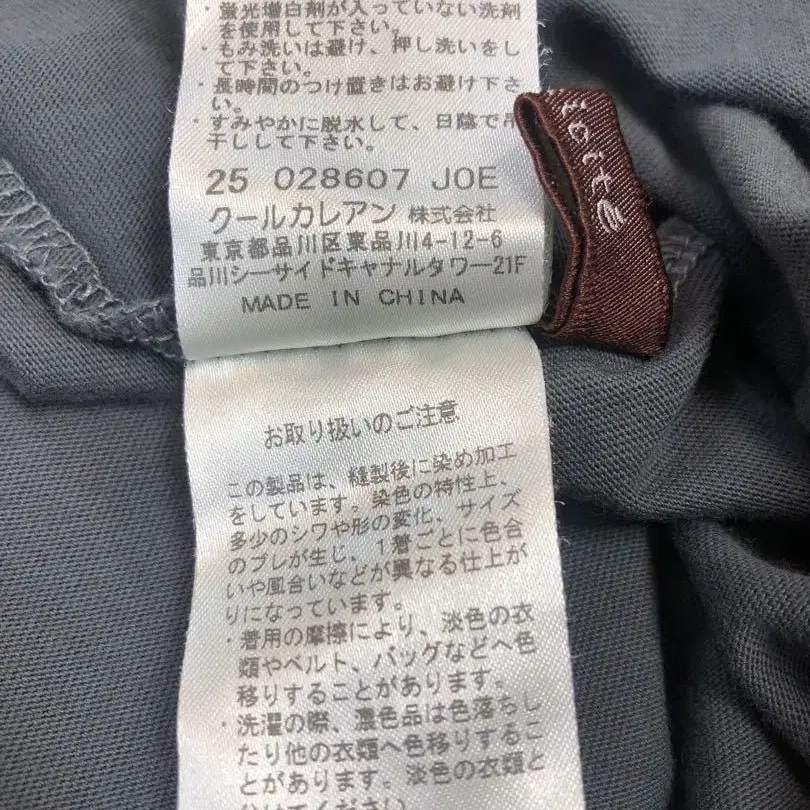 ・蛍光増白剤が入っていない洗剤
を使用して下さい。
・もみ洗いは避け、押し洗いをし
て下さい。
・長時間のつけ置きはお避け下さ
い。
・すみやかに脱水して、日陰で吊
干しして下さい。
25 028607 JOE
クールカレアン 株式会社
東京都品川区東品川4-12-6
品川シーサイドキャナルタワー21F
MADE IN CHINA
お取り扱いのご注意
この製品は、縫製後に染め加工
をしています。染色の特性上、
多少のシワや形の変化、サイズ
のブレが生じ、1着ごとに色合
いや風合いなどが異なる仕上が
りになっています。
・着用の摩擦により、淡色の衣
類やベルト、バッグなどへ色
移りすることがあります。
・洗濯の際、濃色品は色落ちし
たり他の衣類へ色移りするこ
とがあります。淡色の衣類と
分けてください。